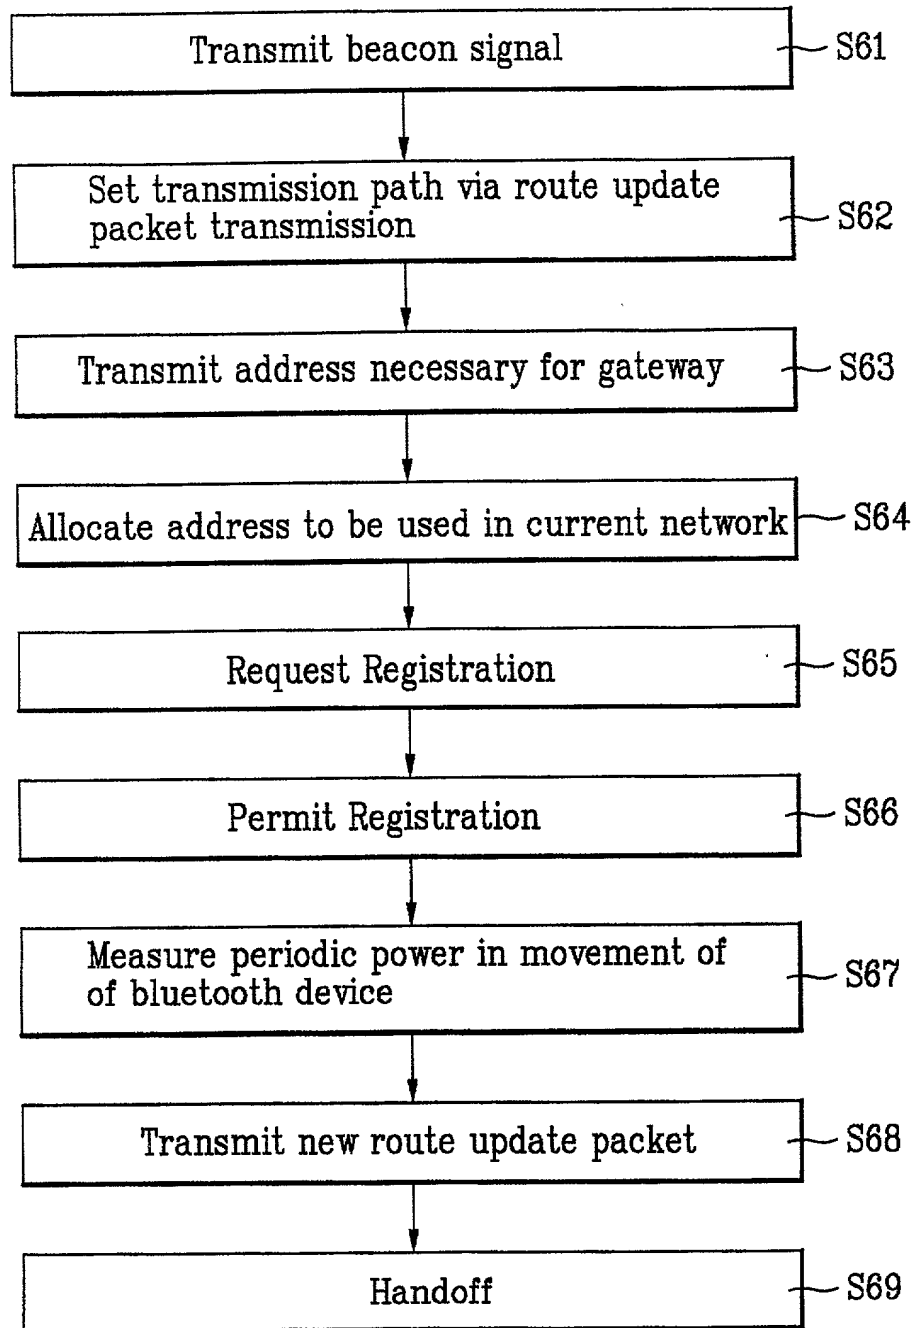 Transmit beacon signal
S61
Set transmission path via route update
packet transmission
S62
Transmit address necessary for gateway
S63
Allocate address to be used in current network
S64
Request Registration
S65
Permit Registration
S66
Measure periodic power in movement of
of bluetooth device
S67
Transmit new route update packet
S68
Handoff
S69